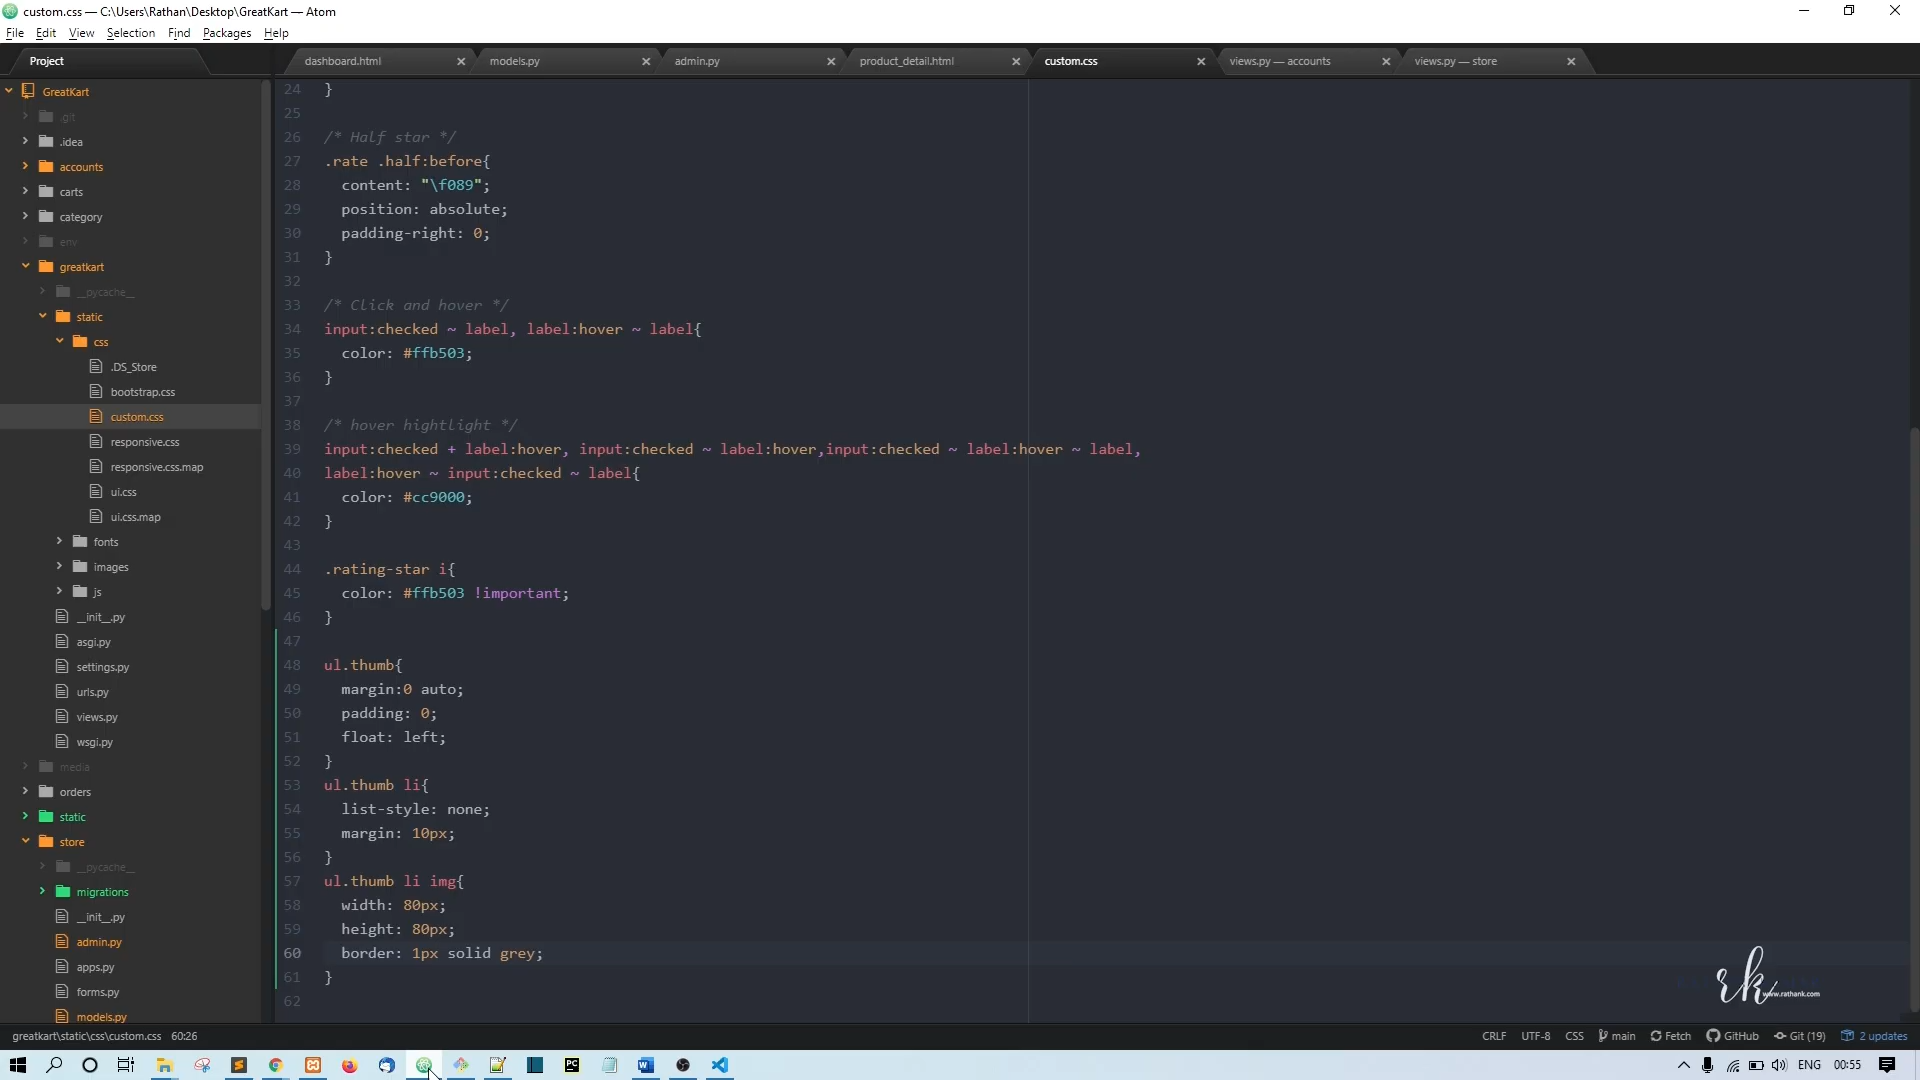 custom.css — C:\Users\Rathan\Desktop\GreatKart — Atom
File Edit View Selection Find Packages Help
Project
dashboard.html
models.py
admin.py
product_detail.html
custom.css
views.py — accounts
views.py — store
GreatKart
.git
.idea
accounts
carts
category
env
greatkart
__pycache__
static
css
.DS_Store
bootstrap.css
custom.css
responsive.css
responsive.css.map
ui.css
ui.css.map
fonts
images
js
__init__.py
asgi.py
settings.py
urls.py
views.py
wsgi.py
media
orders
static
store
__pycache__
migrations
__init__.py
admin.py
apps.py
forms.py
models.py
24 }
25
26 /* Half star */
27 .rate .half:before{
28 content: "\f089";
29 position: absolute;
30 padding-right: 0;
31 }
32
33 /* Click and hover */
34 input:checked ~ label, label:hover ~ label{
35 color: #ffb503;
36 }
37
38 /* hover hightlight */
39 input:checked + label:hover, input:checked ~ label:hover,input:checked ~ label:hover ~ label,
40 label:hover ~ input:checked ~ label{
41 color: #cc9000;
42 }
43
44 .rating-star i{
45 color: #ffb503 !important;
46 }
47
48 ul.thumb{
49 margin:0 auto;
50 padding: 0;
51 float: left;
52 }
53 ul.thumb li{
54 list-style: none;
55 margin: 10px;
56 }
57 ul.thumb li img{
58 width: 80px;
59 height: 80px;
60 border: 1px solid grey;
61 }
62
rk
www.rathank.com
greatkart\static\css\custom.css 60:26
CRLF UTF-8 CSS main Fetch GitHub Git (19) 2 updates
ENG 00:55